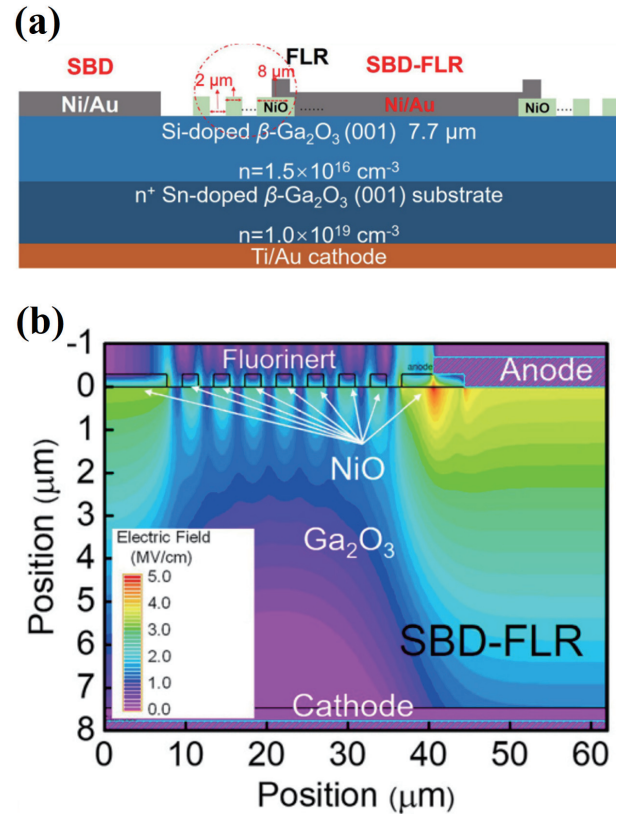 (a)
SBD
FLR
SBD-FLR
2 µm
8 µm
Ni/Au
NiO
Ni/Au
NiO
Si-doped β-Ga₂O₃ (001) 7.7 µm
n=1.5×10¹⁶ cm⁻³
n⁺ Sn-doped β-Ga₂O₃ (001) substrate
n=1.0×10¹⁹ cm⁻³
Ti/Au cathode
(b)
-1
0
1
2
3
4
5
6
7
8
Position (µm)
Fluorinert
anode
Anode
NiO
Ga₂O₃
Electric Field
(MV/cm)
5.0
4.0
3.0
2.0
1.0
0.0
SBD-FLR
Cathode
0 10 20 30 40 50 60
Position (µm)